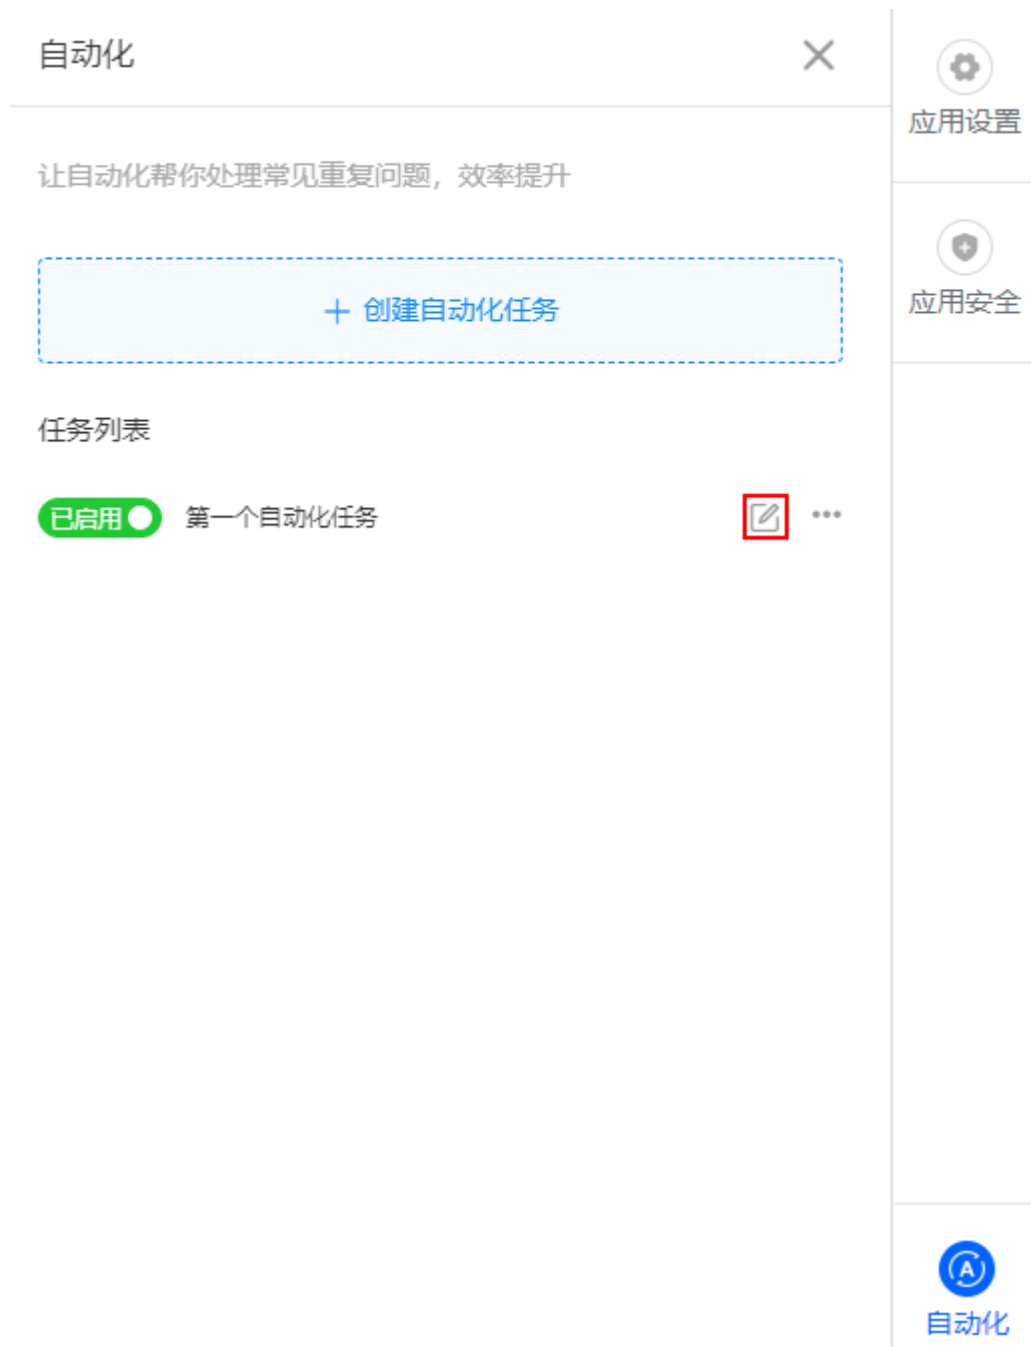 自动化
让自动化帮你处理常见重复问题，效率提升
创建自动化任务
任务列表
已启用
第一个自动化任务
应用设置
应用安全
A
自动化